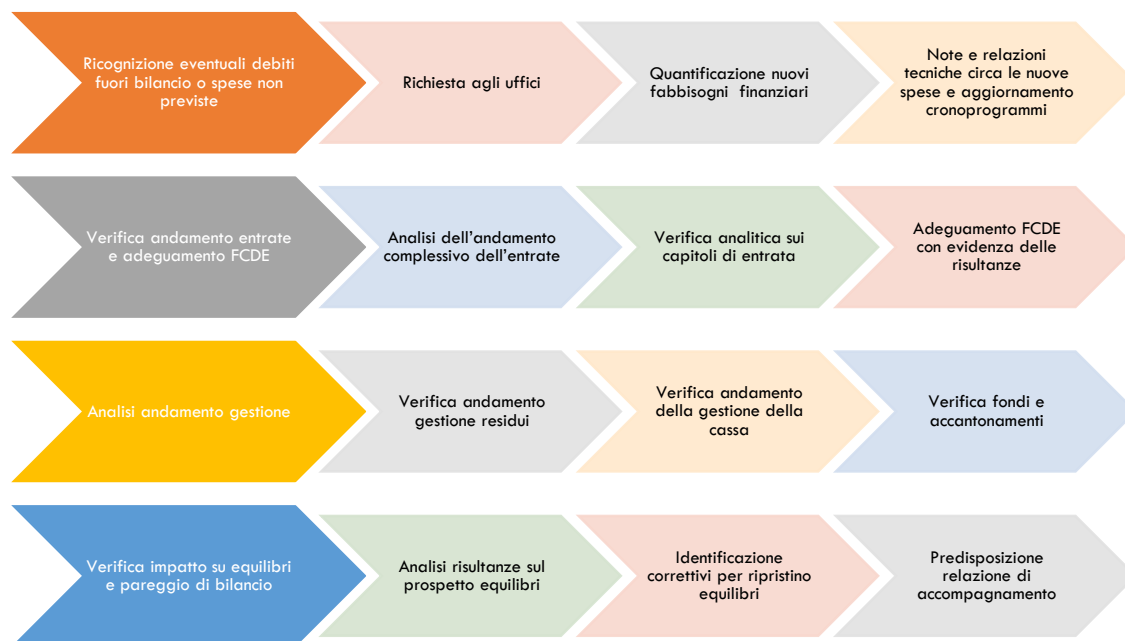 Ricognizione eventuali debiti
fuori bilancio o spese non
previste
Richiesta agli uffici
Quantificazione nuovi
fabbisogni finanziari
Note e relazioni
tecniche circa le nuove
spese e aggiornamento
cronoprogrammi
Verifica andamento entrate
e adeguamento FCDE
Analisi dell'andamento
complessivo dell'entrate
Verifica analitica sui
capitoli di entrata
Adeguamento FCDE
con evidenza delle
risultanze
Analisi andamento gestione
Verifica andamento
gestione residui
Verifica andamento
della gestione della
cassa
Verifica fondi e
accantonamenti
Verifica impatto su equilibri
e pareggio di bilancio
Analisi risultanze sul
prospetto equilibri
Identificazione
correttivi per ripristino
equilibri
Predisposizione
relazione di
accompagnamento